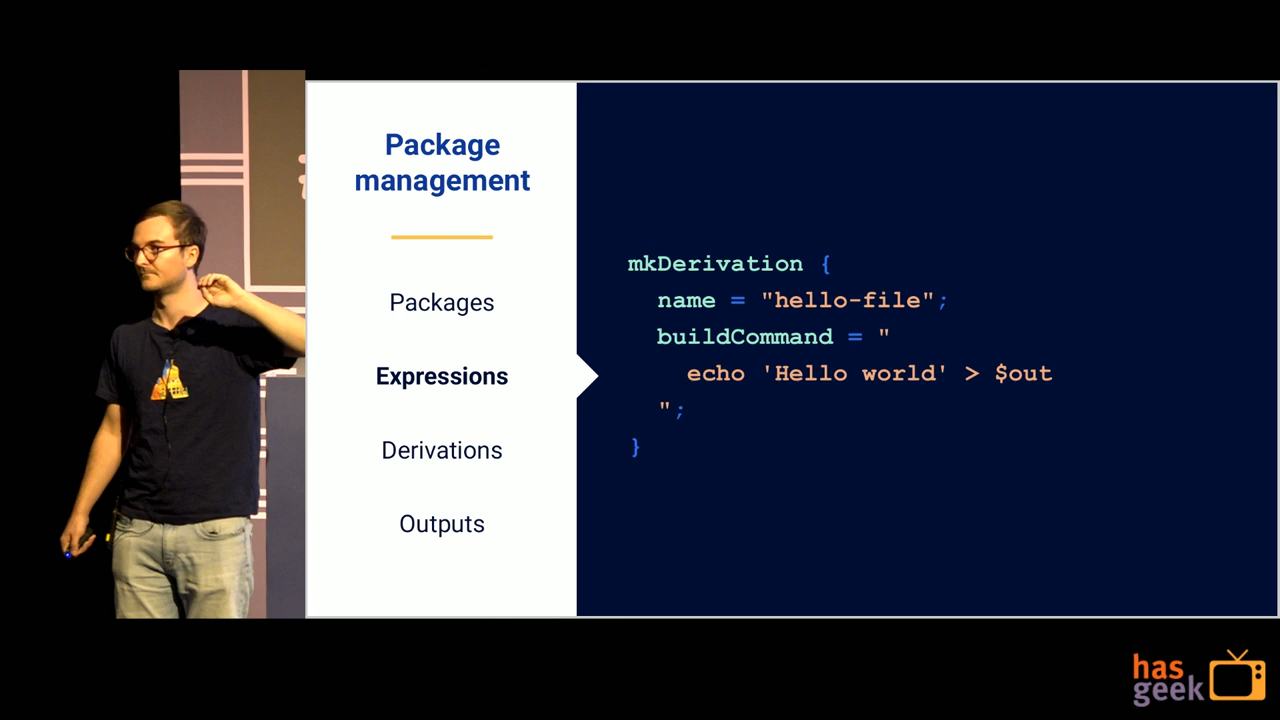 Package
management
Packages
Expressions
Derivations
Outputs
mkDerivation {
  name = "hello-file";
  buildCommand = "
    echo 'Hello world' > $out
  ";
}
has
geek